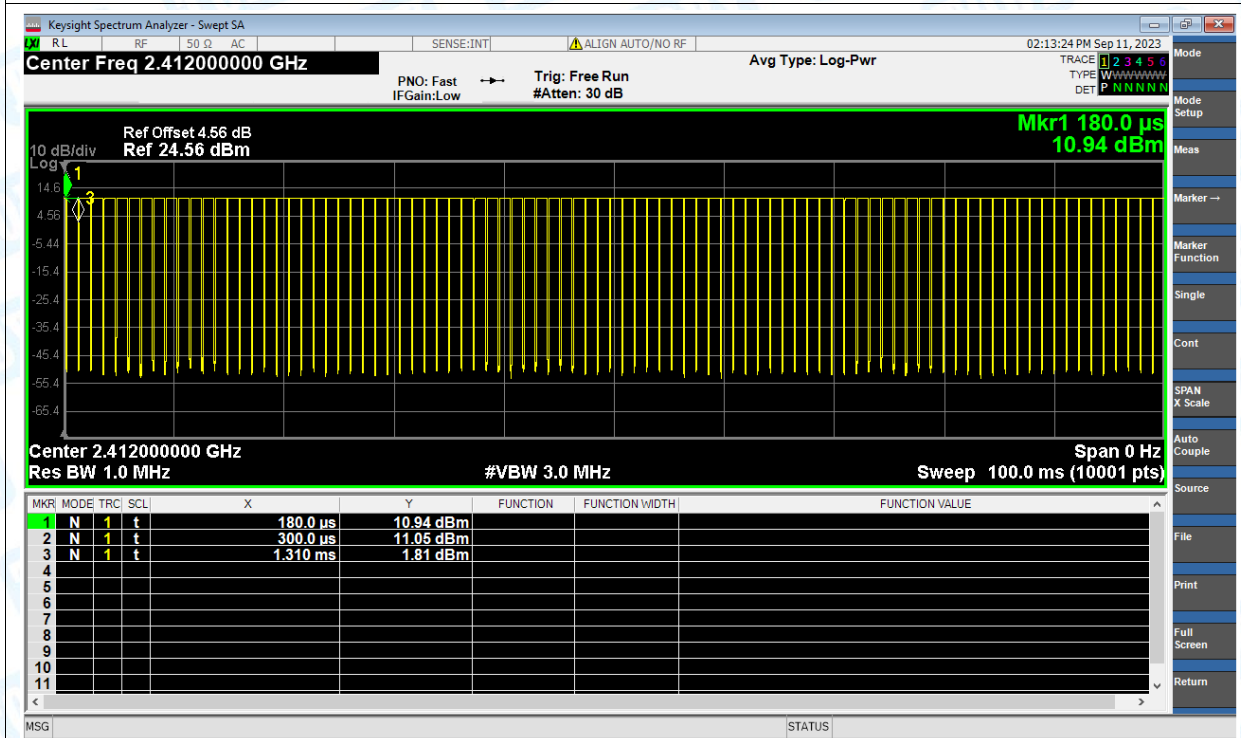 Keysight Spectrum Analyzer - Swept SA
LXI RL RF 50 Ω AC SENSE:INT ALIGN AUTO/NO RF 02:13:24 PM Sep 11, 2023
Center Freq 2.412000000 GHz
Avg Type: Log-Pwr
TRACE 1 2 3 4 5 6
PNO: Fast Trig: Free Run
TYPE WWWWWW
IFGain:Low #Atten: 30 dB
DET P N N N N N
Ref Offset 4.56 dB
Mkr1 180.0 µs
10 dB/div Ref 24.56 dBm
10.94 dBm
Log
1
14.6
3
4.56
-5.44
-15.4
-25.4
-35.4
-45.4
-55.4
-65.4
Center 2.412000000 GHz Span 0 Hz
Res BW 1.0 MHz #VBW 3.0 MHz Sweep 100.0 ms (10001 pts)
MKR MODE TRC SCL X Y FUNCTION FUNCTION WIDTH FUNCTION VALUE
1 N 1 t 180.0 µs 10.94 dBm
2 N 1 t 300.0 µs 11.05 dBm
3 N 1 t 1.310 ms 1.81 dBm
4
5
6
7
8
9
10
11
MSG STATUS
Mode
Mode
Setup
Meas
Marker →
Marker
Function
Single
Cont
SPAN
X Scale
Auto
Couple
Source
File
Print
Full
Screen
Return